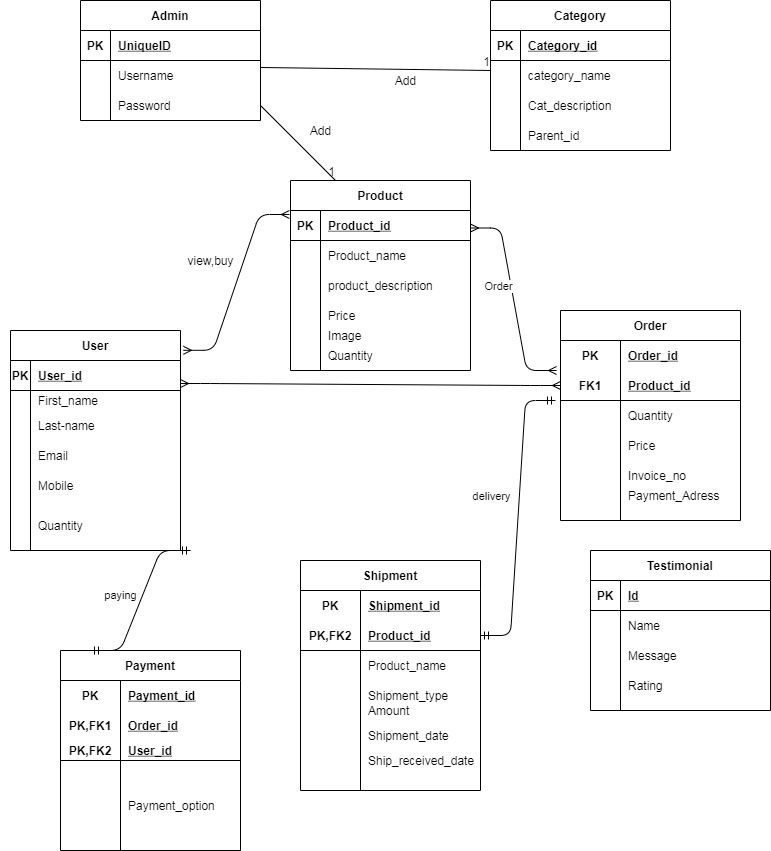 Admin
PK UniqueID
Username
Password
Category
PK Category_id
category_name
Cat_description
Parent_id
1
Add
Add
1
Product
PK Product_id
Product_name
product_description
Price
Image
Quantity
view,buy
Order
User
PK User_id
First_name
Last-name
Email
Mobile
Quantity
Order
PK Order_id
FK1 Product_id
Quantity
Price
Invoice_no
Payment_Adress
delivery
paying
Shipment
PK Shipment_id
PK,FK2 Product_id
Product_name
Shipment_type
Amount
Shipment_date
Ship_received_date
Testimonial
PK Id
Name
Message
Rating
Payment
PK Payment_id
PK,FK1 Order_id
PK,FK2 User_id
Payment_option